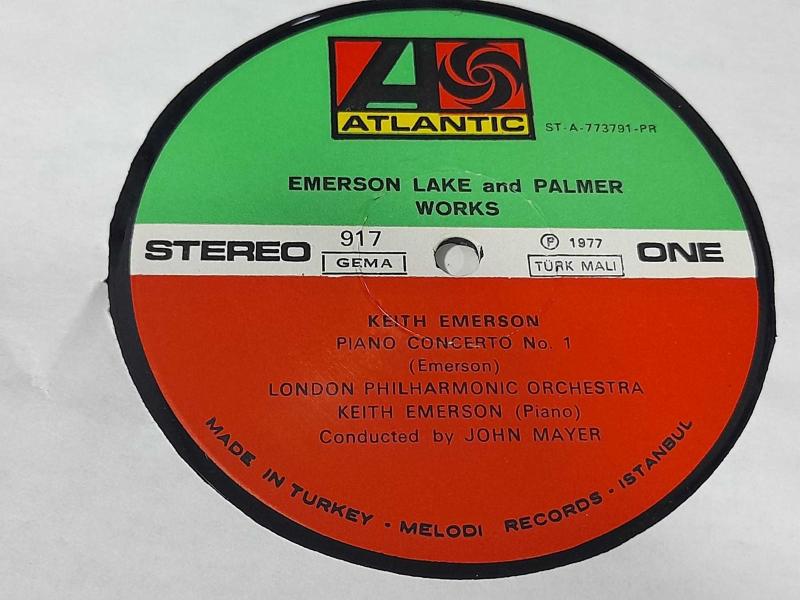 ATLANTIC
ST-A-773791-PR
EMERSON LAKE and PALMER
WORKS
STEREO
917
GEMA
℗ 1977
TÜRK MALI
ONE
KEITH EMERSON
PIANO CONCERTO No. 1
(Emerson)
LONDON PHILHARMONIC ORCHESTRA
KEITH EMERSON (Piano)
Conducted by JOHN MAYER
MADE IN TURKEY • MELODI RECORDS • ISTANBUL